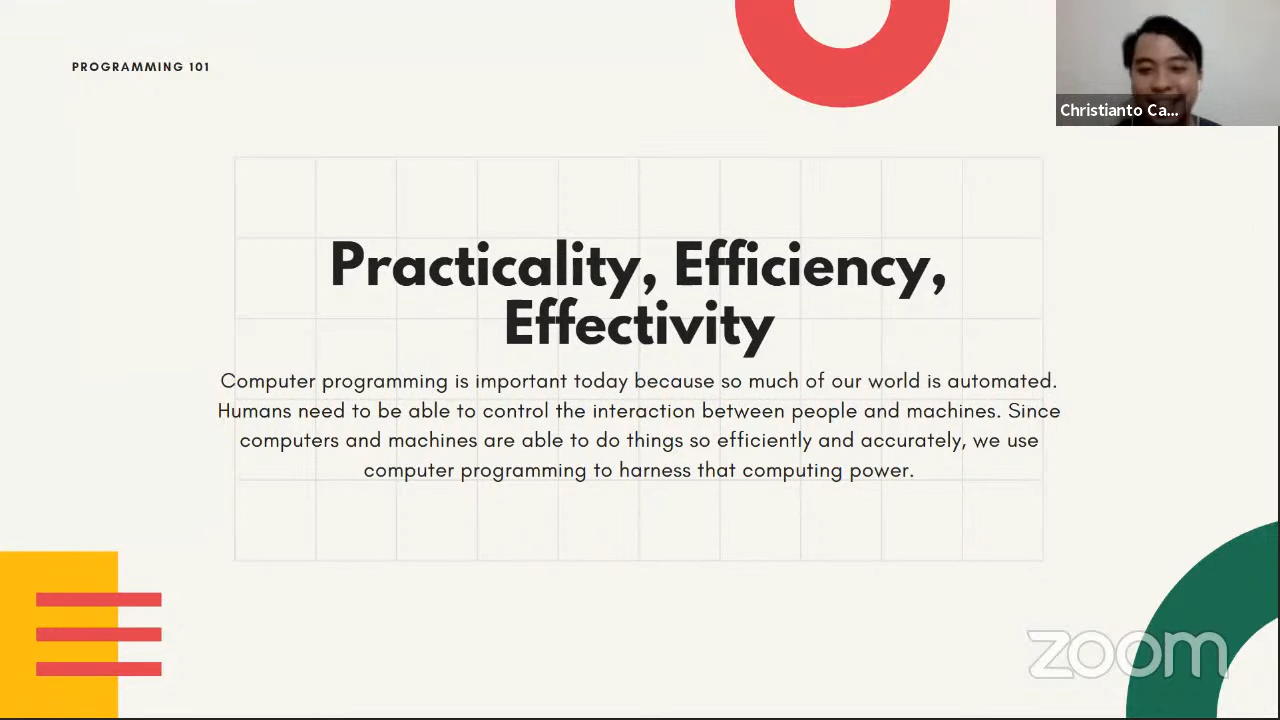 PROGRAMMING 101
Christianto Ca...
Practicality, Efficiency,
Effectivity
Computer programming is important today because so much of our world is automated.
Humans need to be able to control the interaction between people and machines. Since
computers and machines are able to do things so efficiently and accurately, we use
computer programming to harness that computing power.
zoom